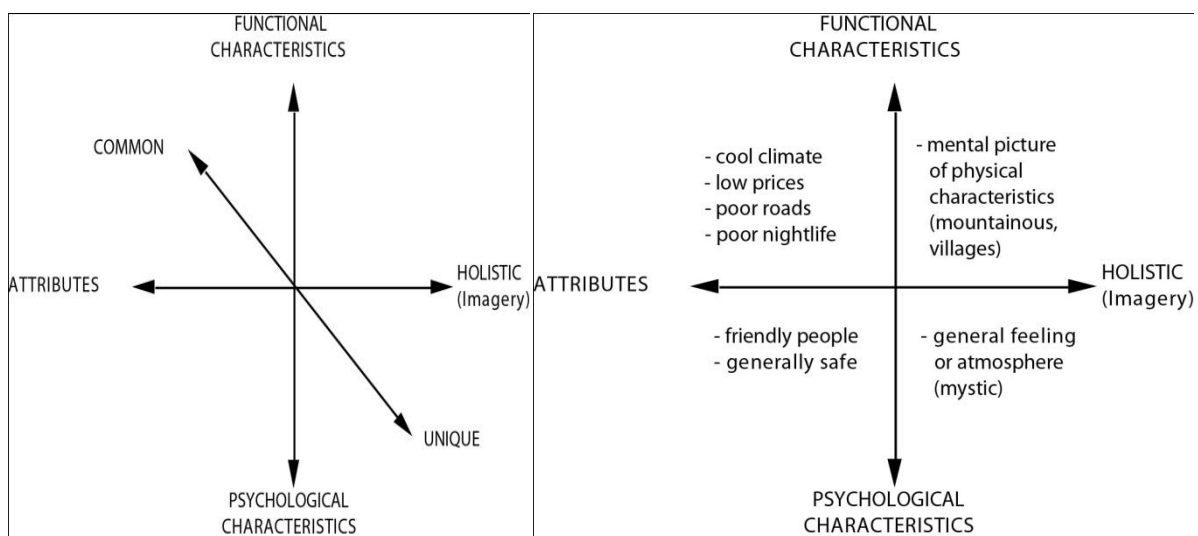 FUNCTIONAL
CHARACTERISTICS
COMMON
ATTRIBUTES
HOLISTIC
(Imagery)
UNIQUE
PSYCHOLOGICAL
CHARACTERISTICS
FUNCTIONAL
CHARACTERISTICS
- cool climate
- low prices
- poor roads
- poor nightlife
- mental picture
of physical
characteristics
(mountainous,
villages)
ATTRIBUTES
HOLISTIC
(Imagery)
- friendly people
- generally safe
- general feeling
or atmosphere
(mystic)
PSYCHOLOGICAL
CHARACTERISTICS